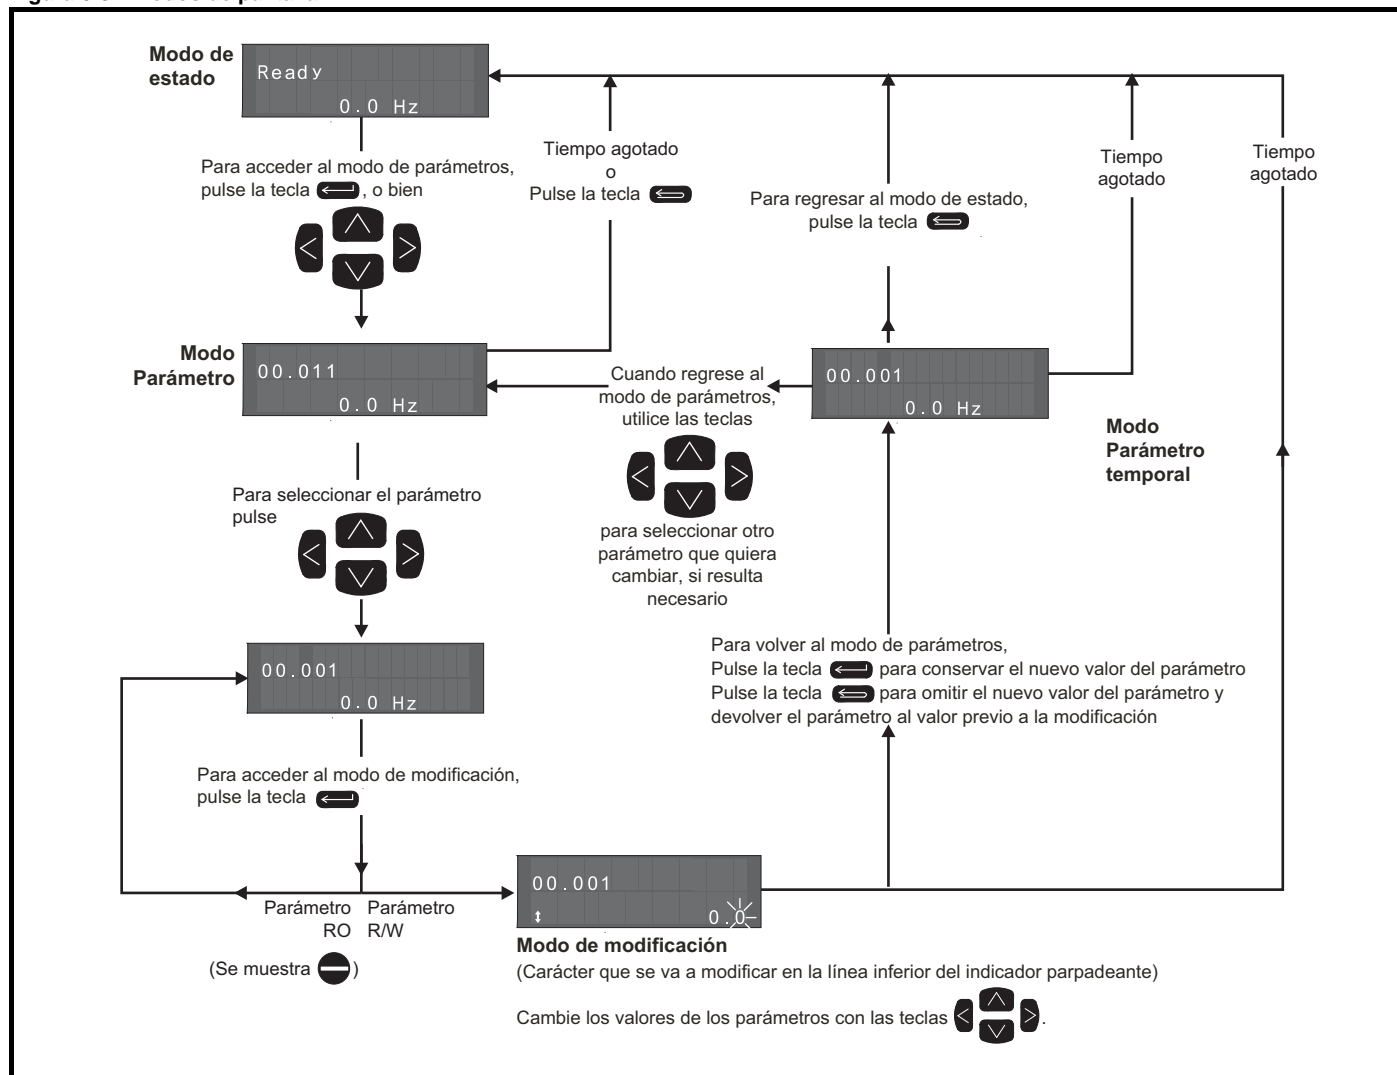 Modo de
estado
Ready
0.0 Hz
Para acceder al modo de parámetros,
pulse la tecla , o bien
Tiempo agotado
o
Pulse la tecla
Para regresar al modo de estado,
pulse la tecla
Tiempo
agotado
Tiempo
agotado
Modo
Parámetro
00.011
0.0 Hz
Cuando regrese al
modo de parámetros,
utilice las teclas
para seleccionar otro
parámetro que quiera
cambiar, si resulta
necesario
00.001
0.0 Hz
Modo
Parámetro
temporal
Para seleccionar el parámetro
pulse
00.001
0.0 Hz
Para volver al modo de parámetros,
Pulse la tecla para conservar el nuevo valor del parámetro
Pulse la tecla para omitir el nuevo valor del parámetro y
devolver el parámetro al valor previo a la modificación
Para acceder al modo de modificación,
pulse la tecla
Parámetro
RO
Parámetro
R/W
(Se muestra )
00.001
0.0
Modo de modificación
(Carácter que se va a modificar en la línea inferior del indicador parpadeante)
Cambie los valores de los parámetros con las teclas .